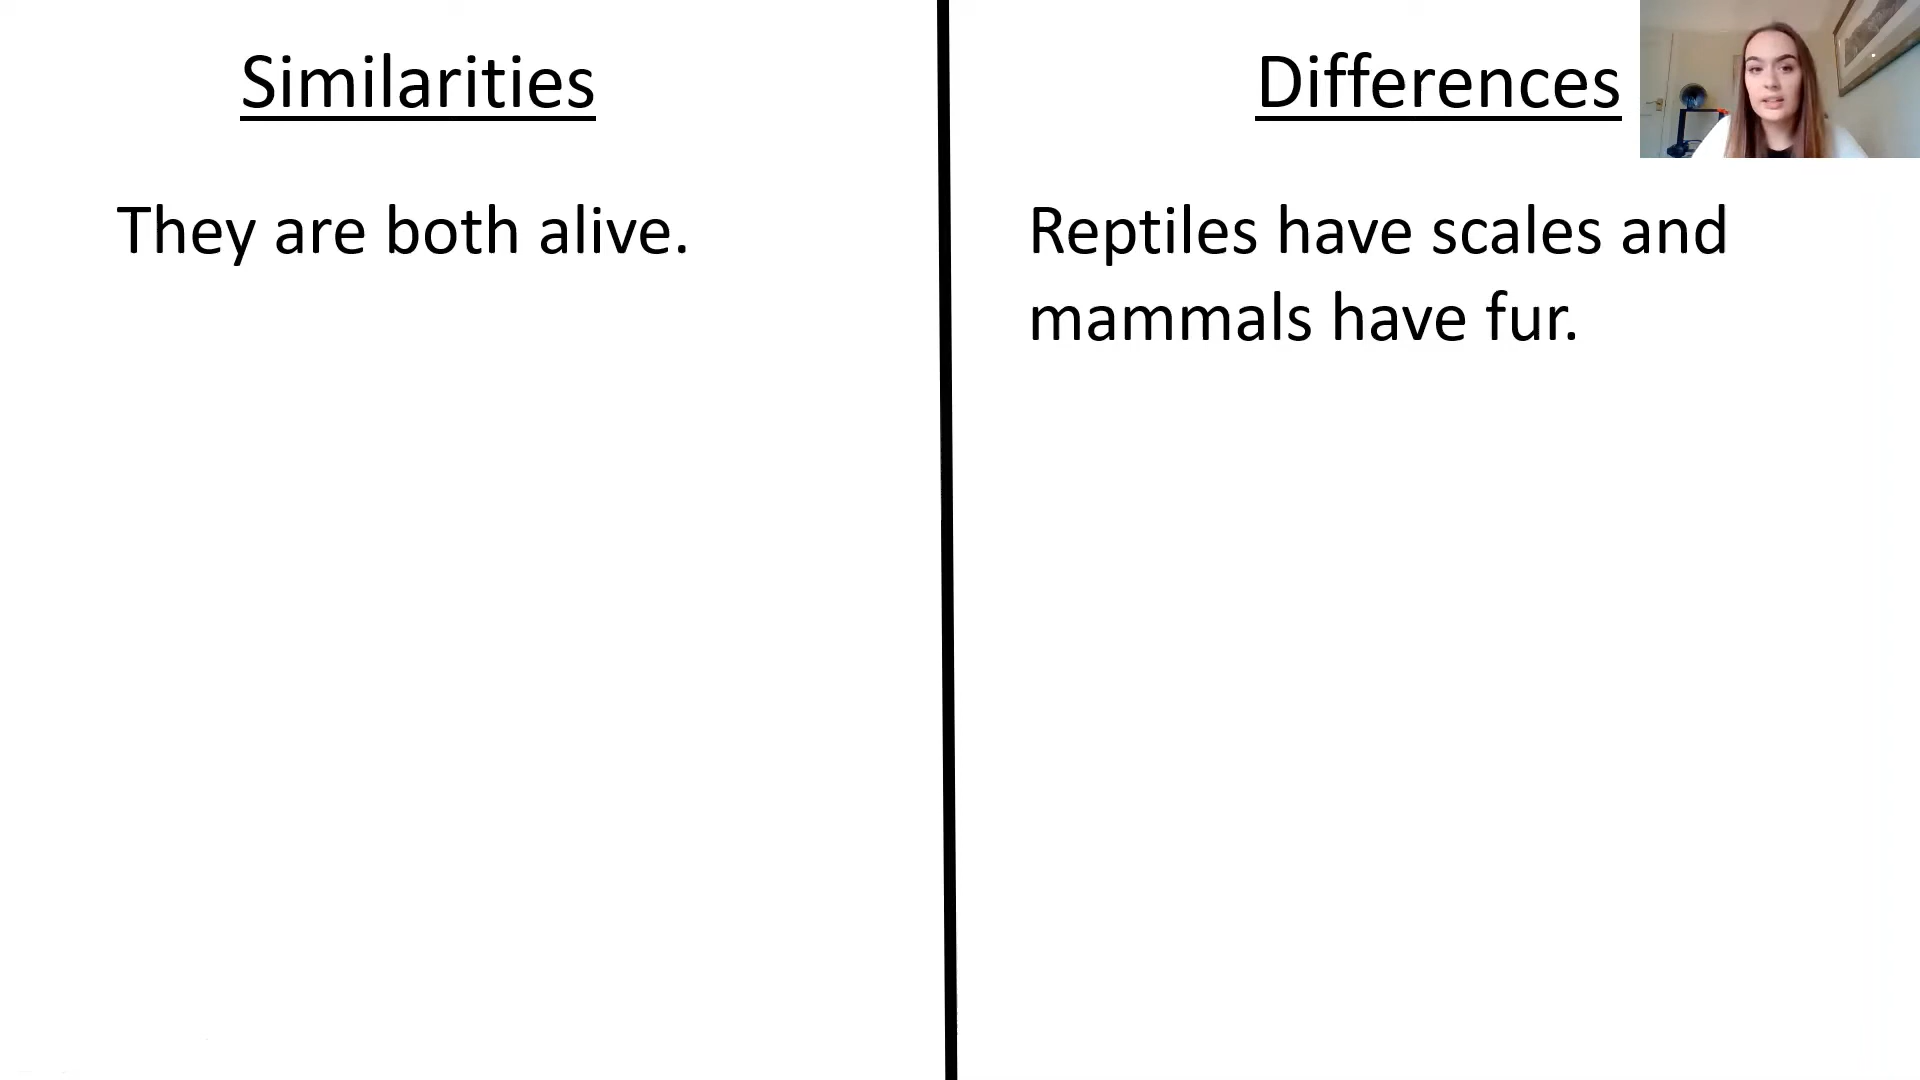 Similarities
Differences
They are both alive.
Reptiles have scales and
mammals have fur.